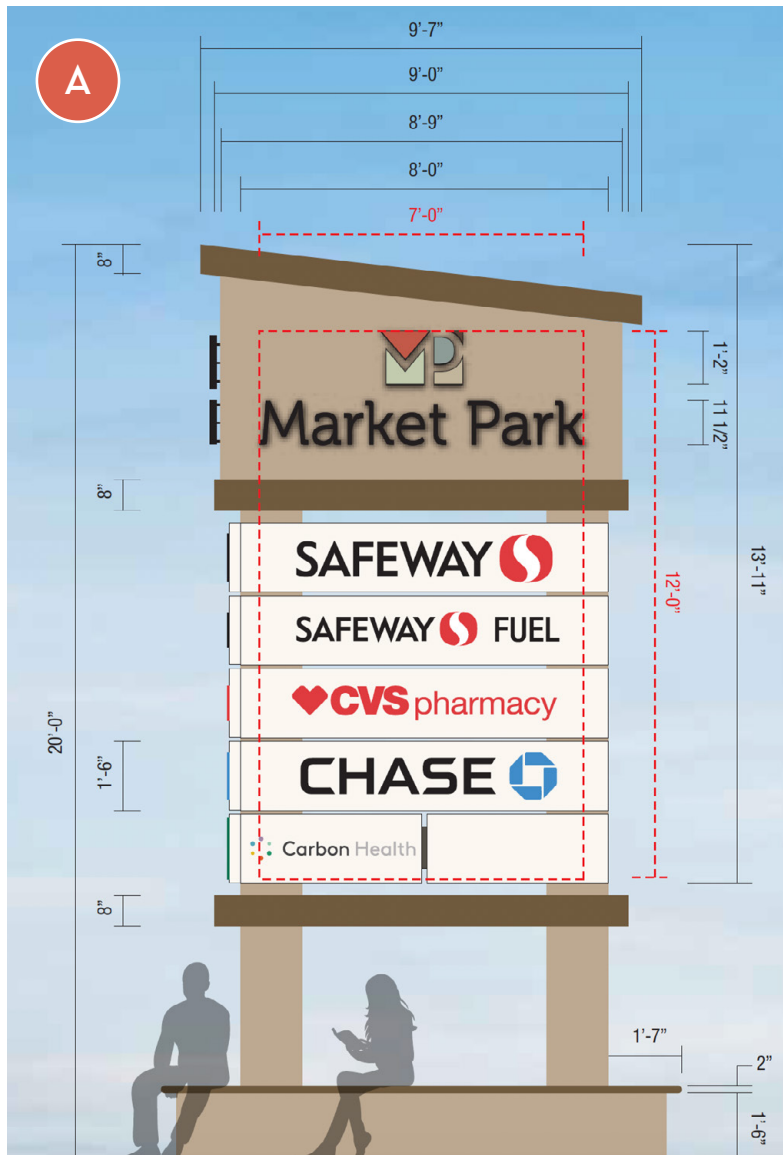 A
9'-7"
9'-0"
8'-9"
8'-0"
7'-0"
8"
1'-2"
Market Park
11 1/2"
8"
SAFEWAY
13'-11"
12'-0"
SAFEWAY FUEL
CVS pharmacy
20'-0"
1'-6"
CHASE
Carbon Health
8"
1'-7"
2"
1'-6"